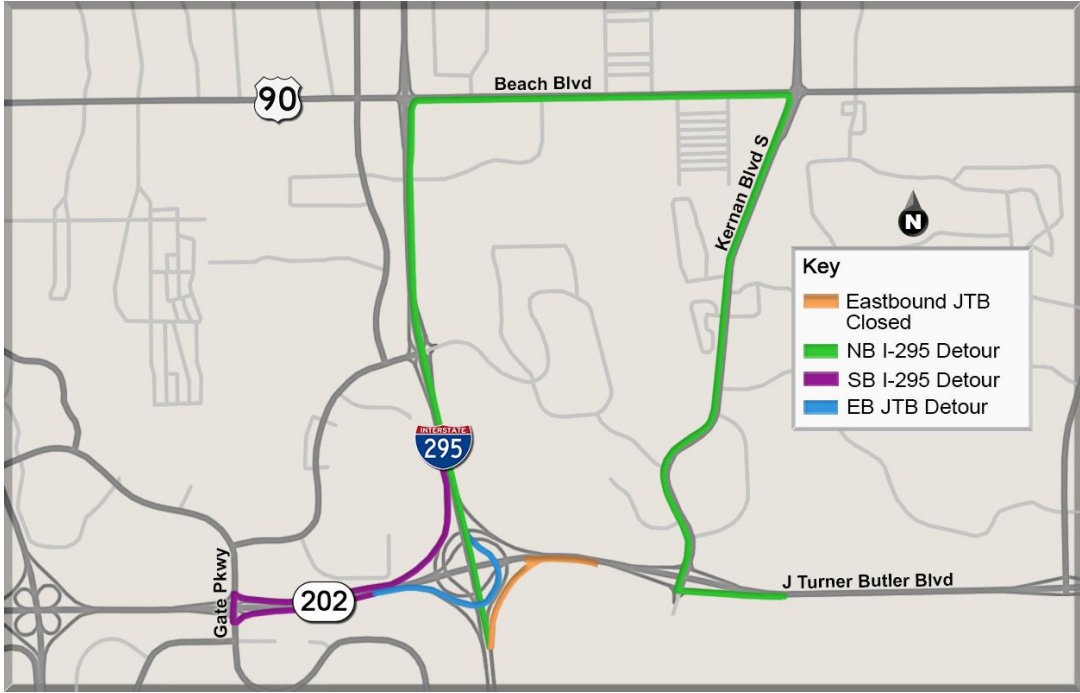 Beach Blvd
90
Kernan Blvd S
N
Key
Eastbound JTB
Closed
NB I-295 Detour
SB I-295 Detour
EB JTB Detour
INTERSTATE
295
J Turner Butler Blvd
Gate Pkwy
202